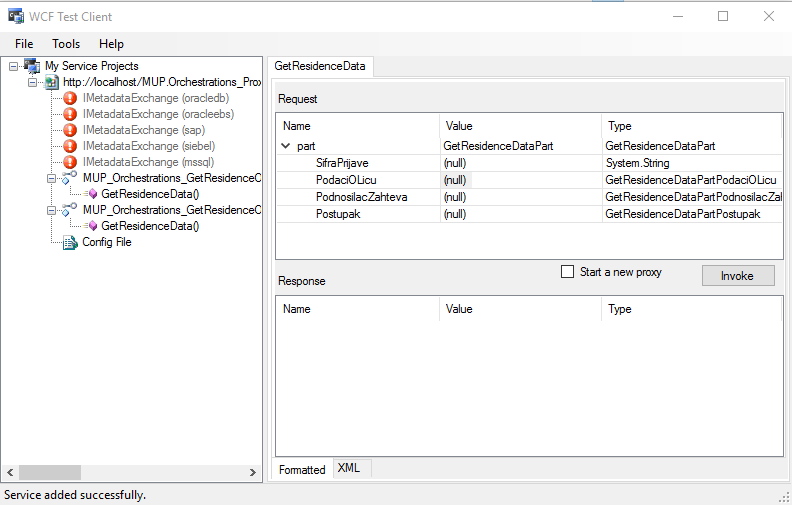 WCF Test Client
File Tools Help
My Service Projects
http://localhost/MUP.Orchestrations_Prox
IMetadataExchange (oracledb)
IMetadataExchange (oracleebs)
IMetadataExchange (sap)
IMetadataExchange (siebel)
IMetadataExchange (mssql)
MUP_Orchestrations_GetResidenceC
GetResidenceData()
MUP_Orchestrations_GetResidenceC
GetResidenceData()
Config File
GetResidenceData
Request
Name Value Type
part GetResidenceDataPart GetResidenceDataPart
SifraPrijave (null) System.String
PodaciOLicu (null) GetResidenceDataPartPodaciOLicu
PodnosilacZahteva (null) GetResidenceDataPartPodnosilacZal
Postupak (null) GetResidenceDataPartPostupak
Start a new proxy Invoke
Response
Name Value Type
Formatted XML
Service added successfully.